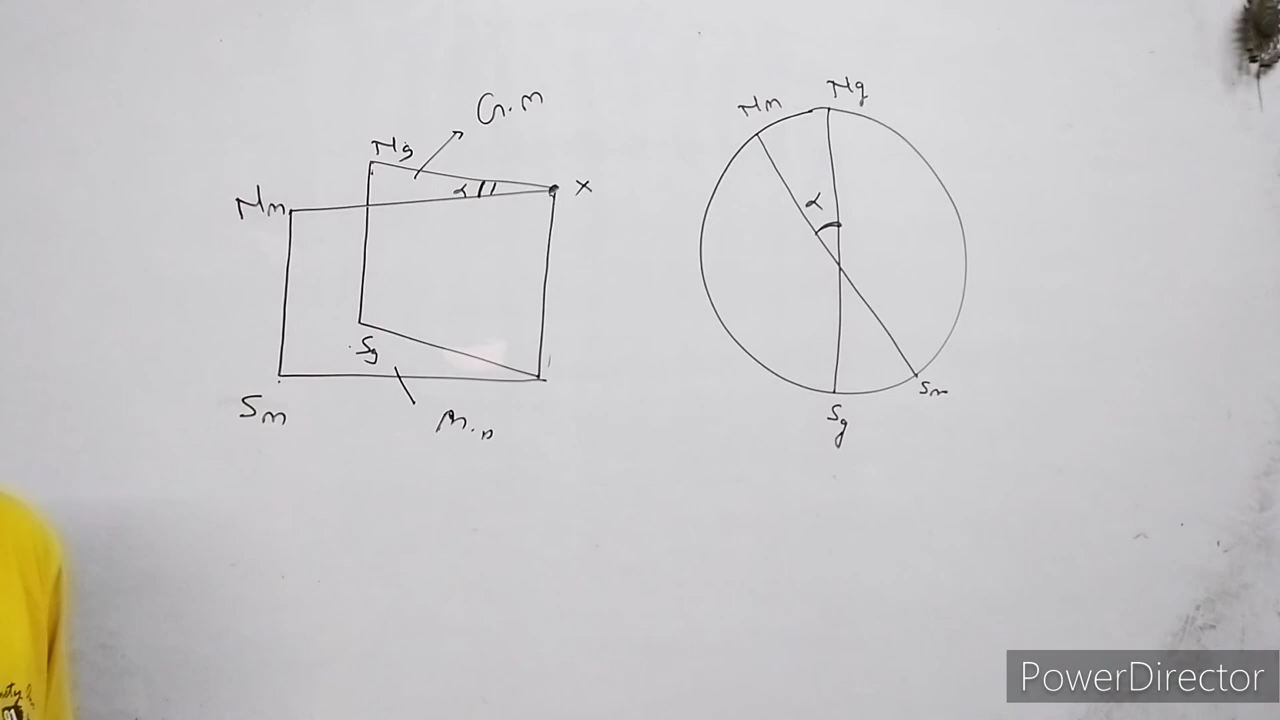 G.M
Ng
α
x
Nm
Sg
Sm
M.
Nm
Ng
α
Sm
Sg
PowerDirector